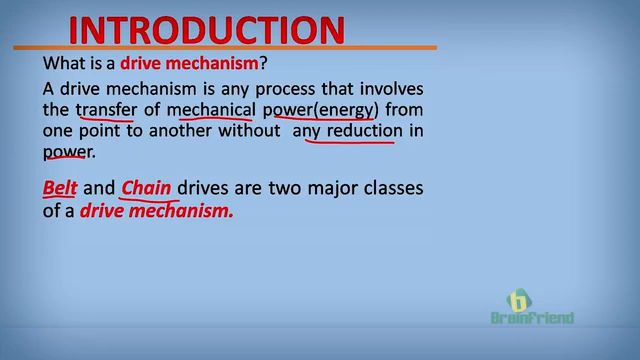 INTRODUCTION
What is a drive mechanism?
A drive mechanism is any process that involves
the transfer of mechanical power(energy) from
one point to another without any reduction in
power.
Belt and Chain drives are two major classes
of a drive mechanism.
b
BrainFriend